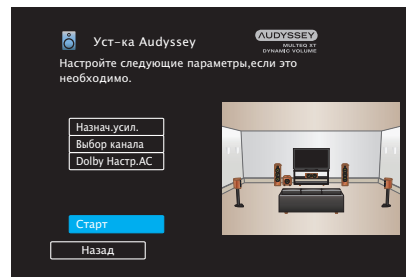 Уст-ка Audyssey
AUDYSSEY
MULTEQ XT
DYNAMIC VOLUME
Настройте следующие параметры,если это
необходимо.
Назнач.усил.
Выбор канала
Dolby Настр.АС
Старт
Назад